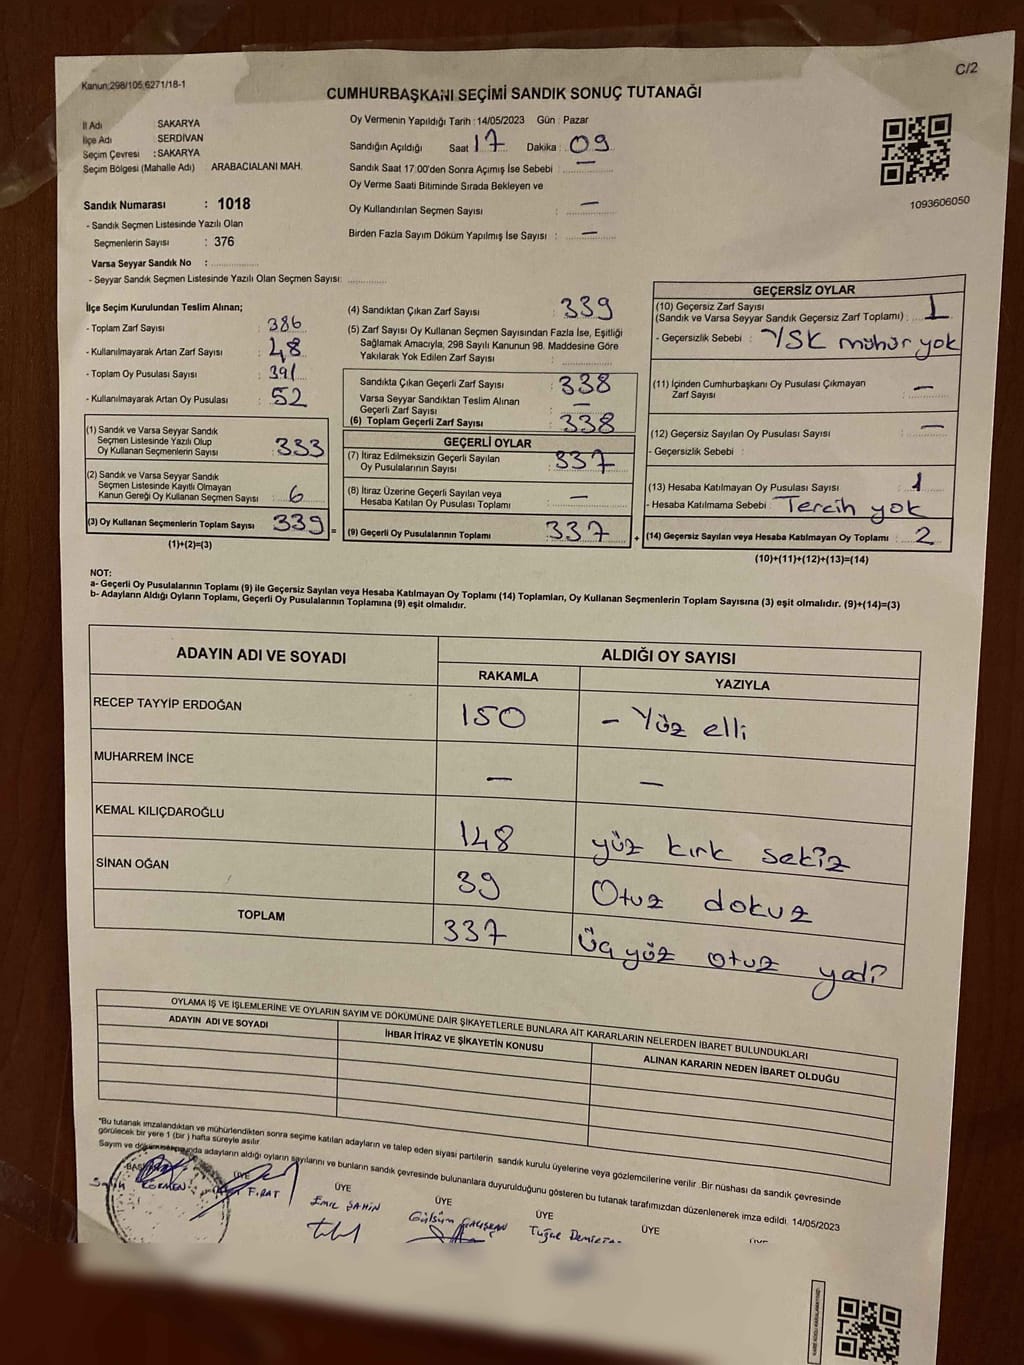 Kanun:298/105,6271/18-1
C/2
CUMHURBAŞKANI SEÇİMİ SANDIK SONUÇ TUTANAĞI
İl Adı : SAKARYA
İlçe Adı : SERDİVAN
Seçim Çevresi : SAKARYA
Seçim Bölgesi (Mahalle Adı) ARABACIALANI MAH.
Oy Vermenin Yapıldığı Tarih : 14/05/2023 Gün : Pazar
Sandığın Açıldığı Saat 17 Dakika : 09
Sandık Saat 17:00'den Sonra Açımış İse Sebebi : —
Oy Verme Saati Bitiminde Sırada Bekleyen ve
Oy Kullandırılan Seçmen Sayısı : —
Birden Fazla Sayım Döküm Yapılmış İse Sayısı : —
1093606050
Sandık Numarası : 1018
- Sandık Seçmen Listesinde Yazılı Olan
Seçmenlerin Sayısı : 376
Varsa Seyyar Sandık No :
- Seyyar Sandık Seçmen Listesinde Yazılı Olan Seçmen Sayısı:
İlçe Seçim Kurulundan Teslim Alınan;
- Toplam Zarf Sayısı : 386
- Kullanılmayarak Artan Zarf Sayısı : 48
- Toplam Oy Pusulası Sayısı : 391
- Kullanılmayarak Artan Oy Pusulası : 52
(1) Sandık ve Varsa Seyyar Sandık
Seçmen Listesinde Yazılı Olup
Oy Kullanan Seçmenlerin Sayısı : 333
(2) Sandık ve Varsa Seyyar Sandık
Seçmen Listesinde Kayıtlı Olmayan
Kanun Gereği Oy Kullanan Seçmen Sayısı : 6
(3) Oy Kullanan Seçmenlerin Toplam Sayısı : 339 =
(1)+(2)=(3)
(4) Sandıktan Çıkan Zarf Sayısı : 339
(5) Zarf Sayısı Oy Kullanan Seçmen Sayısından Fazla İse, Eşitliği
Sağlamak Amacıyla, 298 Sayılı Kanunun 98. Maddesine Göre
Yakılarak Yok Edilen Zarf Sayısı :
Sandıkta Çıkan Geçerli Zarf Sayısı : 338
Varsa Seyyar Sandıktan Teslim Alınan
Geçerli Zarf Sayısı : —
(6) Toplam Geçerli Zarf Sayısı : 338
GEÇERLİ OYLAR
(7) İtiraz Edilmeksizin Geçerli Sayılan
Oy Pusulalarının Sayısı : 337
(8) İtiraz Üzerine Geçerli Sayılan veya
Hesaba Katılan Oy Pusulası Toplamı : —
(9) Geçerli Oy Pusulalarının Toplamı : 337 +
GEÇERSİZ OYLAR
(10) Geçersiz Zarf Sayısı
(Sandık ve Varsa Seyyar Sandık Geçersiz Zarf Toplamı) : 1
- Geçersizlik Sebebi : YSK mühür yok
(11) İçinden Cumhurbaşkanı Oy Pusulası Çıkmayan
Zarf Sayısı : —
(12) Geçersiz Sayılan Oy Pusulası Sayısı : —
- Geçersizlik Sebebi :
(13) Hesaba Katılmayan Oy Pusulası Sayısı : 1
- Hesaba Katılmama Sebebi : Tercih yok
(14) Geçersiz Sayılan veya Hesaba Katılmayan Oy Toplamı : 2
(10)+(11)+(12)+(13)=(14)
NOT:
a- Geçerli Oy Pusulalarının Toplamı (9) ile Geçersiz Sayılan veya Hesaba Katılmayan Oy Toplamı (14) Toplamları, Oy Kullanan Seçmenlerin Toplam Sayısına (3) eşit olmalıdır. (9)+(14)=(3)
b- Adayların Aldığı Oyların Toplamı, Geçerli Oy Pusulalarının Toplamına (9) eşit olmalıdır.
ADAYIN ADI VE SOYADI ALDIĞI OY SAYISI
RAKAMLA YAZIYLA
RECEP TAYYİP ERDOĞAN 150 - Yüz elli
MUHARREM İNCE — —
KEMAL KILIÇDAROĞLU 148 yüz kırk sekiz
SİNAN OĞAN 39 Otuz dokuz
TOPLAM 337 Üçyüz otuz yedi
OYLAMA İŞ VE İŞLEMLERİNE VE OYLARIN SAYIM VE DÖKÜMÜNE DAİR ŞİKAYETLERLE BUNLARA AİT KARARLARIN NELERDEN İBARET BULUNDUKLARI
ADAYIN ADI VE SOYADI İHBAR İTİRAZ VE ŞİKAYETİN KONUSU ALINAN KARARIN NEDEN İBARET OLDUĞU
*Bu tutanak imzalandıktan ve mühürlendikten sonra seçime katılan adayların ve talep eden siyasi partilerin sandık kurulu üyelerine veya gözlemcilerine verilir. Bir nüshası da sandık çevresinde
görülecek bir yere 1 (bir) hafta süreyle asılır.
Sayım ve döküm adayların aldığı oyların sayılarını ve bunların sandık çevresinde bulunanlara duyurulduğunu gösteren bu tutanak tarafımızdan düzenlenerek imza edildi. 14/05/2023
ÜYE ÜYE ÜYE ÜYE ÜYE
FIRAT EMEL ŞAHİN Gülsüm ÇALIŞKAN Tuğçe